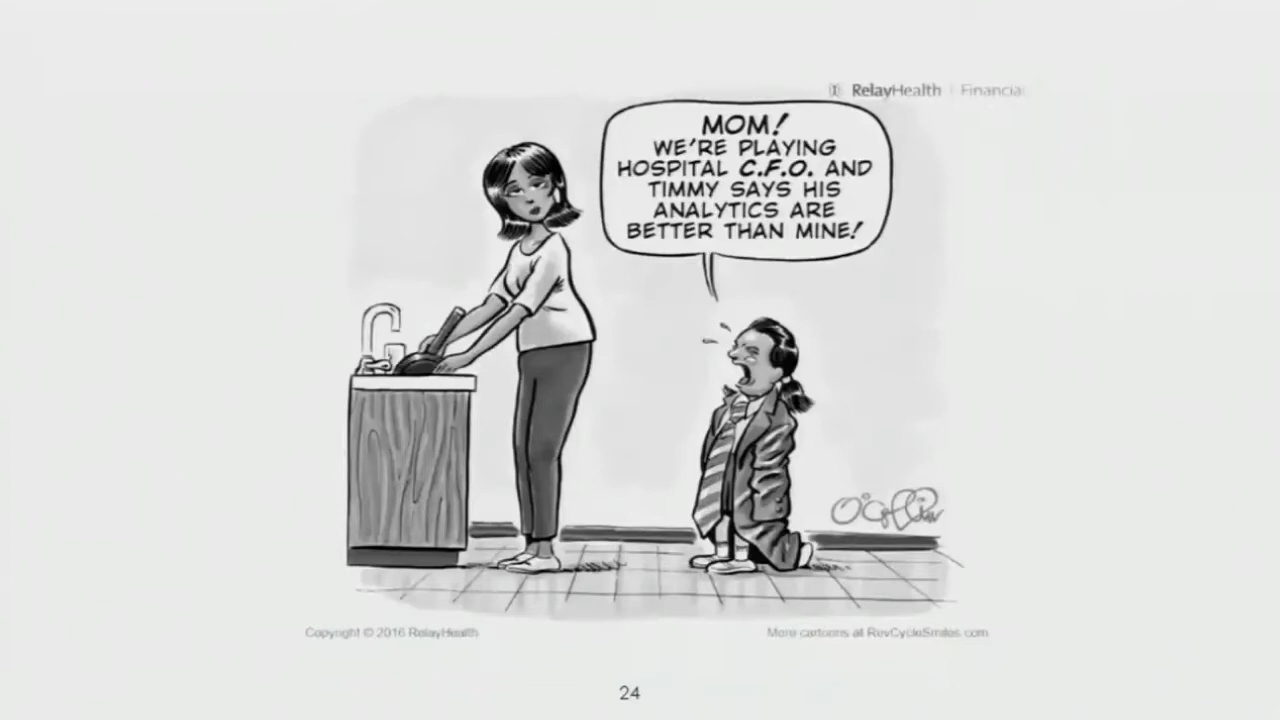 RelayHealth | Financial
MOM!
WE'RE PLAYING
HOSPITAL C.F.O. AND
TIMMY SAYS HIS
ANALYTICS ARE
BETTER THAN MINE!
Copyright © 2016 RelayHealth
More cartoons at RevCycleSmiles.com
24